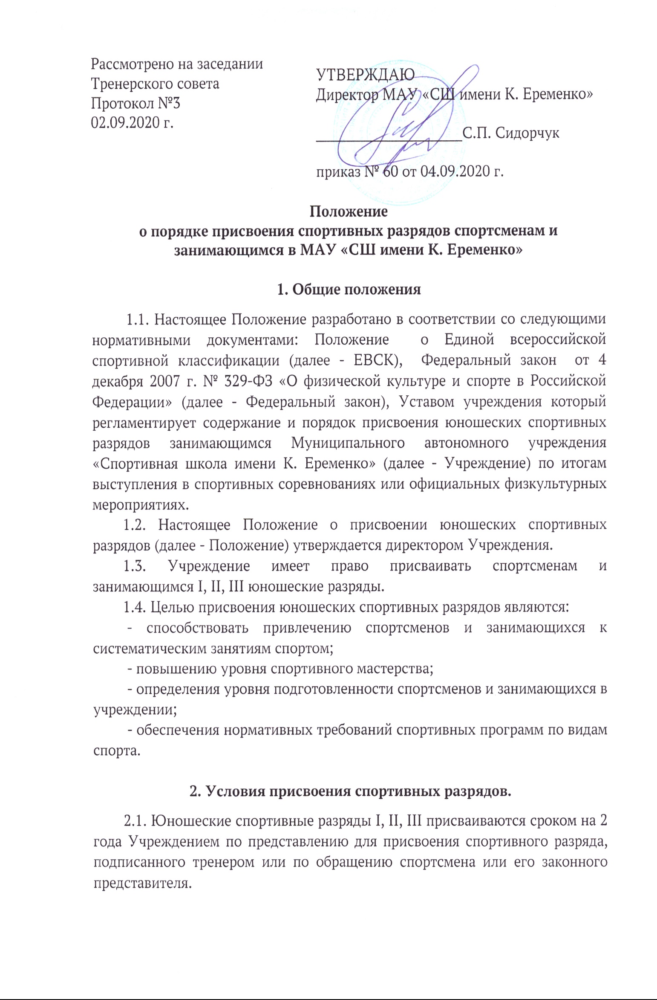 Рассмотрено на заседании
Тренерского совета
Протокол №3
02.09.2020 г.
УТВЕРЖДАЮ
Директор МАУ «СШ имени К. Еременко»
__________________С.П. Сидорчук
приказ № 60 от 04.09.2020 г.
Положение
о порядке присвоения спортивных разрядов спортсменам и
занимающимся в МАУ «СШ имени К. Еременко»
1. Общие положения
1.1. Настоящее Положение разработано в соответствии со следующими
нормативными документами: Положение о Единой всероссийской
спортивной классификации (далее - ЕВСК), Федеральный закон от 4
декабря 2007 г. № 329-ФЗ «О физической культуре и спорте в Российской
Федерации» (далее - Федеральный закон), Уставом учреждения который
регламентирует содержание и порядок присвоения юношеских спортивных
разрядов занимающимся Муниципального автономного учреждения
«Спортивная школа имени К. Еременко» (далее - Учреждение) по итогам
выступления в спортивных соревнованиях или официальных физкультурных
мероприятиях.
1.2. Настоящее Положение о присвоении юношеских спортивных
разрядов (далее - Положение) утверждается директором Учреждения.
1.3. Учреждение имеет право присваивать спортсменам и
занимающимся I, II, III юношеские разряды.
1.4. Целью присвоения юношеских спортивных разрядов являются:
- способствовать привлечению спортсменов и занимающихся к
систематическим занятиям спортом;
- повышению уровня спортивного мастерства;
- определения уровня подготовленности спортсменов и занимающихся в
учреждении;
- обеспечения нормативных требований спортивных программ по видам
спорта.
2. Условия присвоения спортивных разрядов.
2.1. Юношеские спортивные разряды I, II, III присваиваются сроком на 2
года Учреждением по представлению для присвоения спортивного разряда,
подписанного тренером или по обращению спортсмена или его законного
представителя.